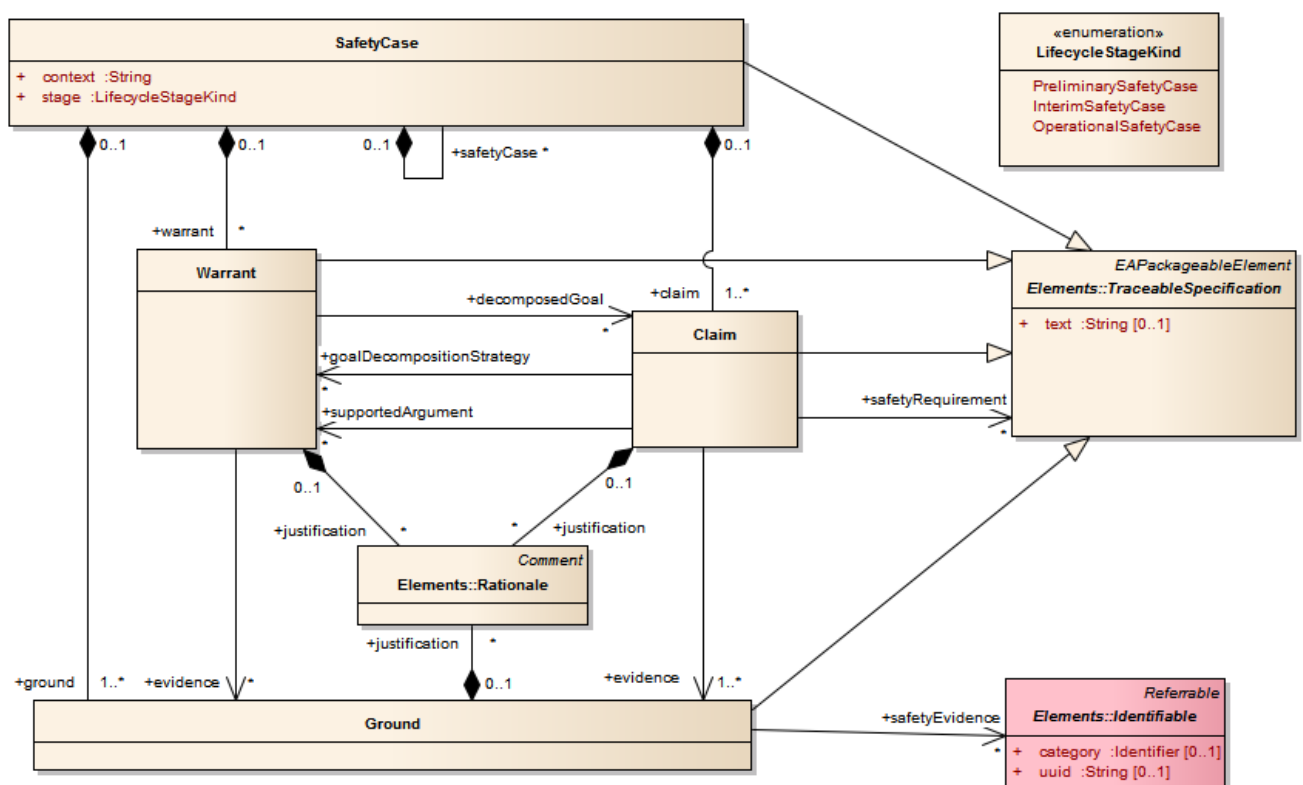 SafetyCase
+ context :String
+ stage :LifecycleStageKind
«enumeration»
LifecycleStageKind
PreliminarySafetyCase
InterimSafetyCase
OperationalSafetyCase
0..1
0..1
0..1
+safetyCase *
0..1
+warrant *
Warrant
+decomposedGoal
*
+claim 1..*
Claim
EAPackageableElement
Elements::TraceableSpecification
+ text :String [0..1]
+goalDecompositionStrategy
*
+supportedArgument
*
+safetyRequirement
*
0..1
0..1
+justification *
* +justification
Comment
Elements::Rationale
+justification *
0..1
+ground 1..*
+evidence *
+evidence 1..*
Ground
+safetyEvidence
*
Referrable
Elements::Identifiable
+ category :Identifier [0..1]
+ uuid :String [0..1]